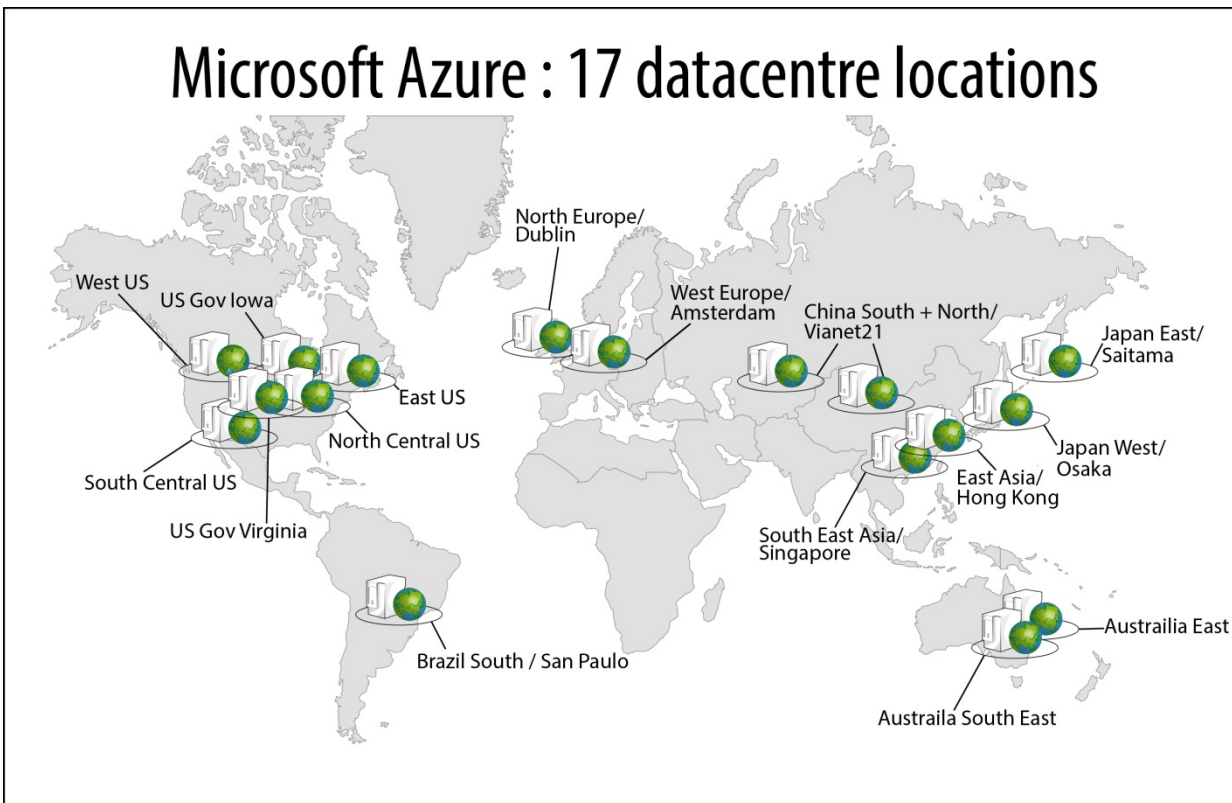 Microsoft Azure : 17 datacentre locations
North Europe/
Dublin
West US
US Gov Iowa
West Europe/
Amsterdam
China South + North/
Vianet21
Japan East/
Saitama
East US
North Central US
South Central US
US Gov Virginia
Japan West/
Osaka
East Asia/
Hong Kong
South East Asia/
Singapore
Brazil South / San Paulo
Austrailia East
Austraila South East